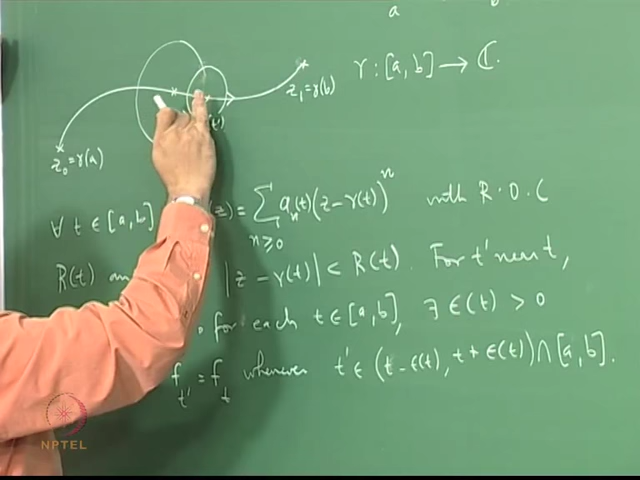 a
γ : [a, b] → ℂ.
z₁ = γ(b)
z₀ = γ(a)
∀ t ∈ [a, b] (z) = ∑ n≥0 aₙ(t)(z − γ(t))ⁿ with R.O.C
R(t) |z − γ(t)| < R(t). For t' near t,
for each t ∈ [a, b], ∃ ε(t) > 0
f_t' = f_t whenever t' ∈ (t − ε(t), t + ε(t)) ∩ [a, b].
NPTEL